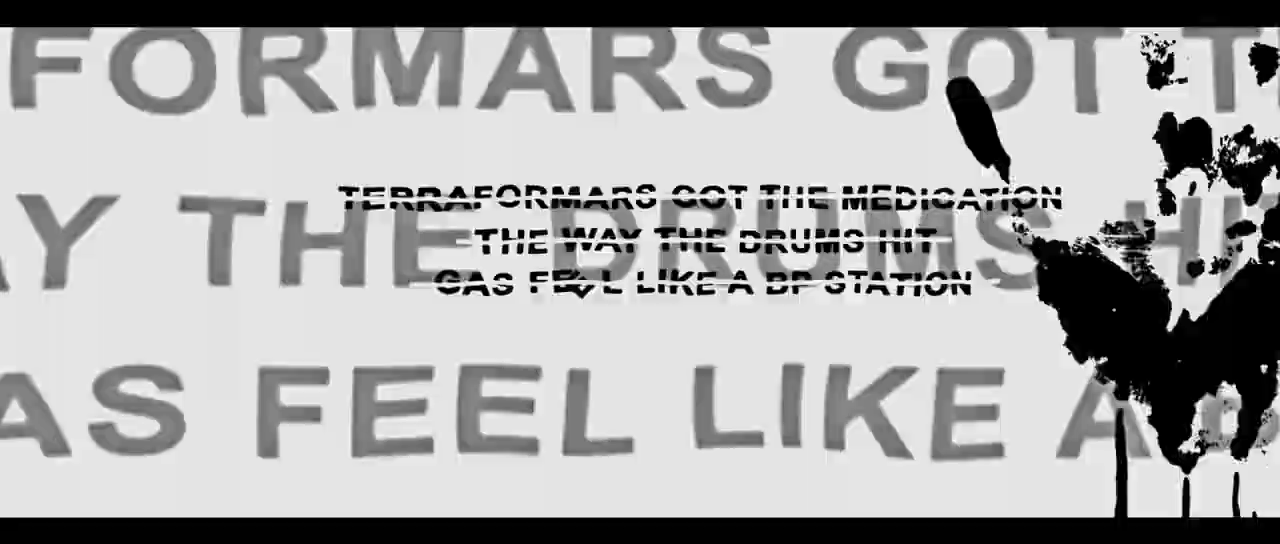 FORMARS GOT T
TERRAFORMARS GOT THE MEDICATION
AY THE DRUMS HIT
THE WAY THE DRUMS HIT
GAS FEEL LIKE A BP STATION
AS FEEL LIKE A